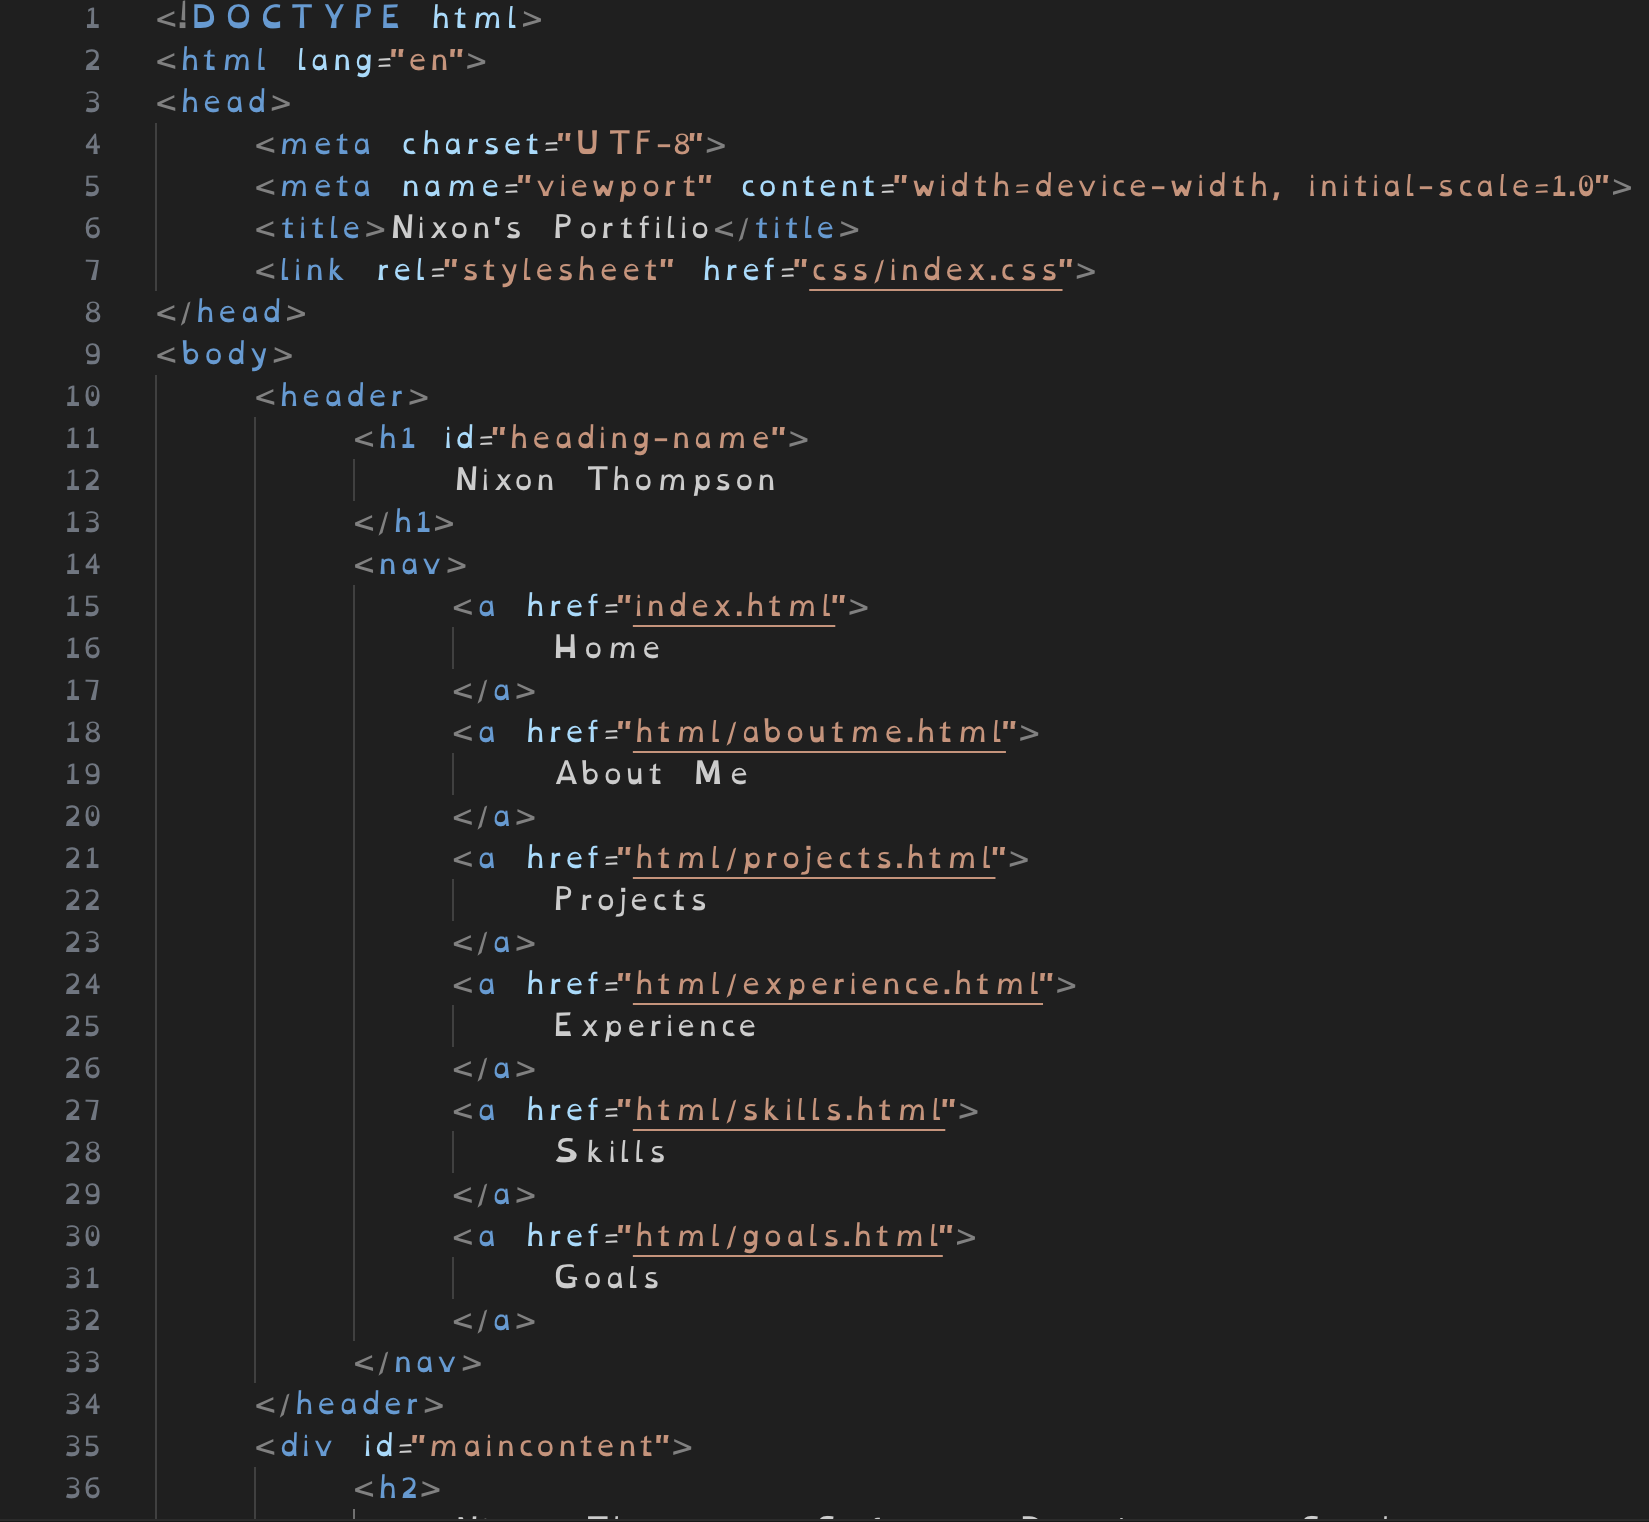 1 <!DOCTYPE html>
2 <html lang="en">
3 <head>
4 <meta charset="UTF-8">
5 <meta name="viewport" content="width=device-width, initial-scale=1.0">
6 <title>Nixon's Portfilio</title>
7 <link rel="stylesheet" href="css/index.css">
8 </head>
9 <body>
10 <header>
11 <h1 id="heading-name">
12 Nixon Thompson
13 </h1>
14 <nav>
15 <a href="index.html">
16 Home
17 </a>
18 <a href="html/aboutme.html">
19 About Me
20 </a>
21 <a href="html/projects.html">
22 Projects
23 </a>
24 <a href="html/experience.html">
25 Experience
26 </a>
27 <a href="html/skills.html">
28 Skills
29 </a>
30 <a href="html/goals.html">
31 Goals
32 </a>
33 </nav>
34 </header>
35 <div id="maincontent">
36 <h2>